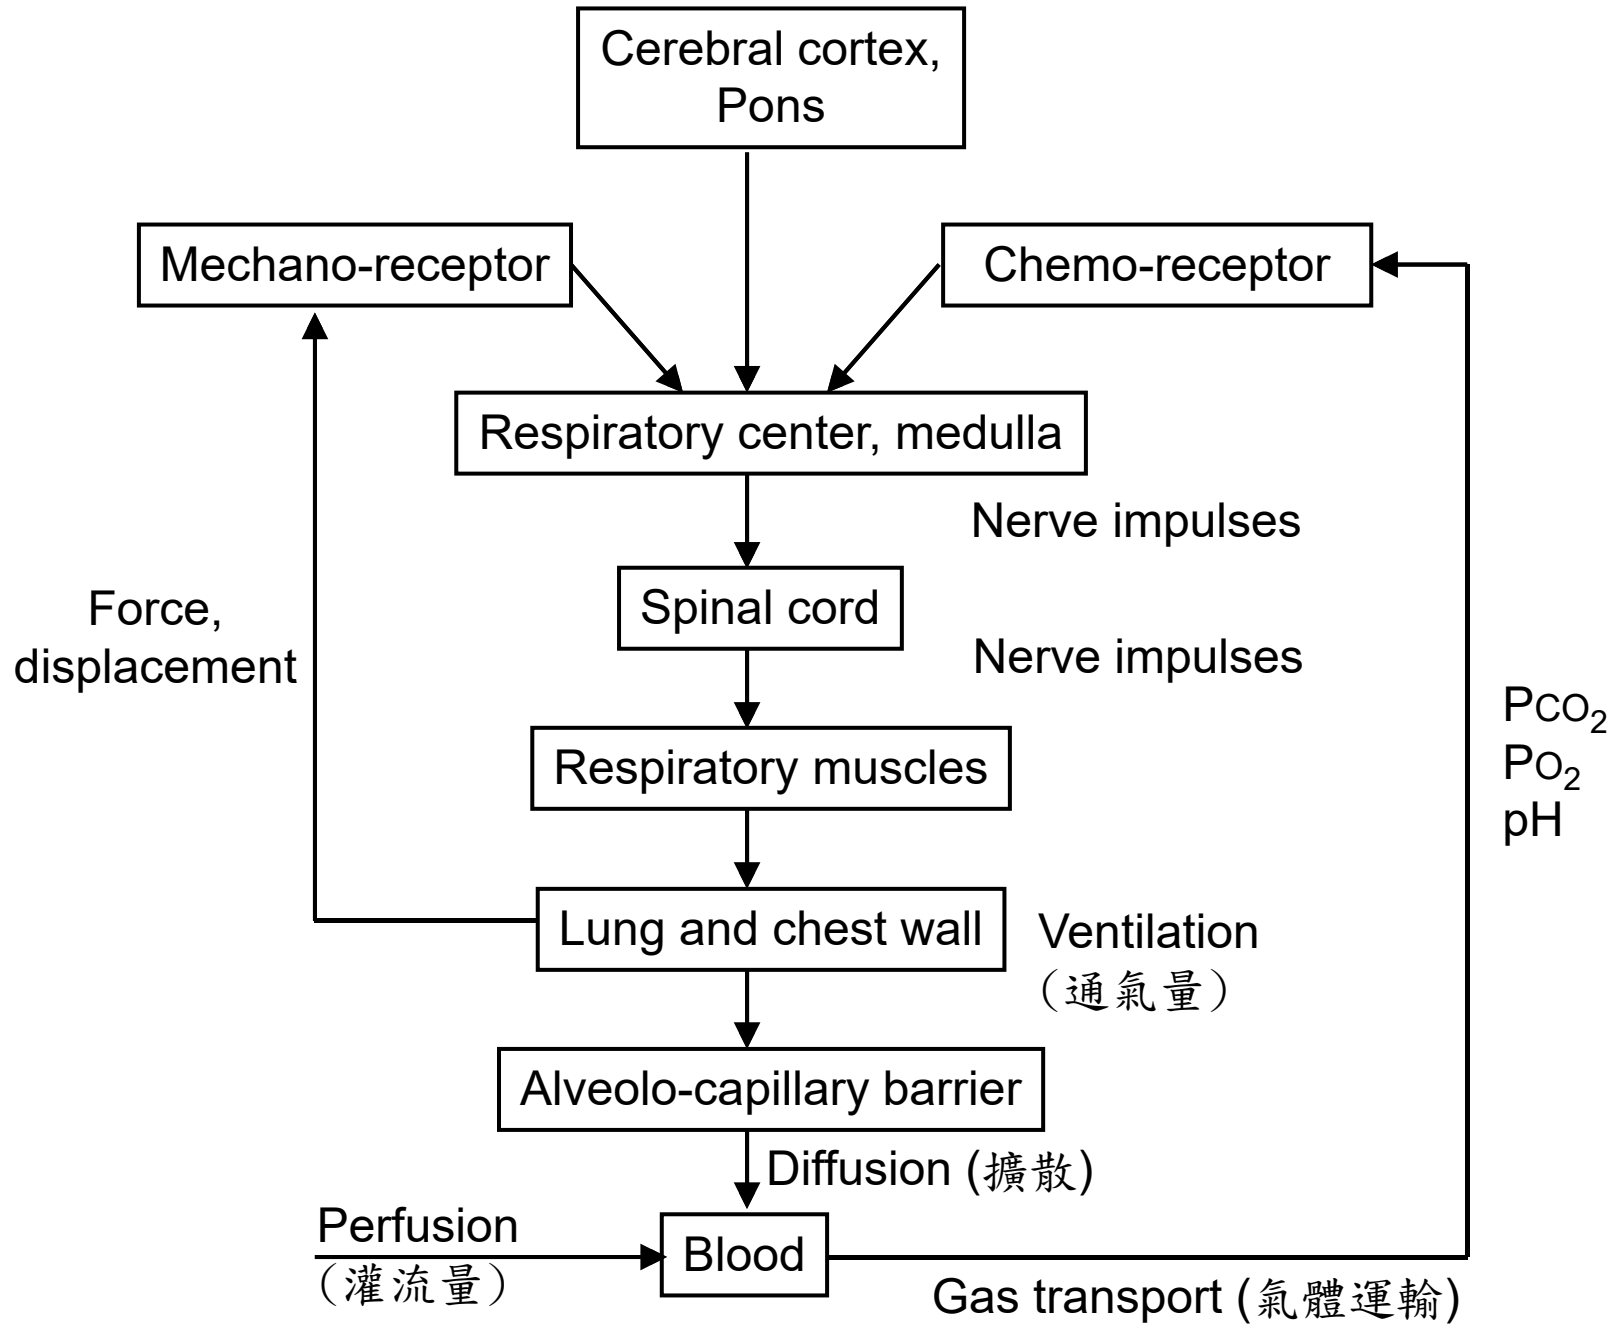 Cerebral cortex,
Pons
Mechano-receptor
Chemo-receptor
Respiratory center, medulla
Nerve impulses
Spinal cord
Force,
displacement
Nerve impulses
PCO₂
PO₂
pH
Respiratory muscles
Lung and chest wall
Ventilation
（通氣量）
Alveolo-capillary barrier
Diffusion (擴散)
Perfusion
（灌流量）
Blood
Gas transport (氣體運輸)